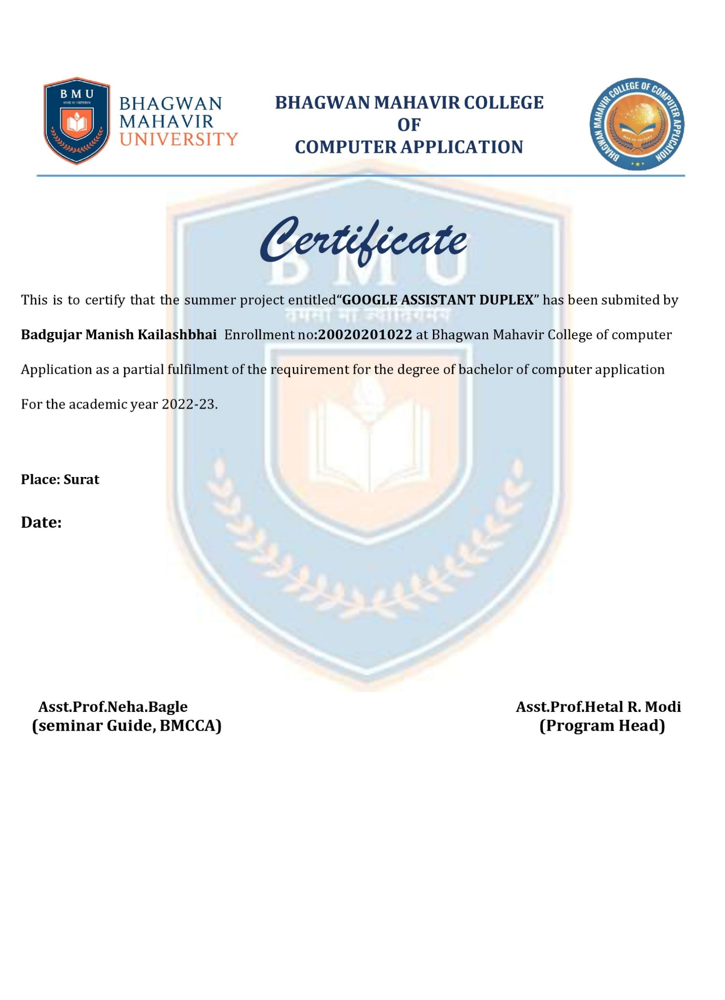 BMU
तमसो मा ज्योतिर्गमय
BHAGWAN
MAHAVIR
UNIVERSITY
BHAGWAN MAHAVIR COLLEGE
OF
COMPUTER APPLICATION
BHAGWAN MAHAVIR COLLEGE OF COMPUTER APPLICATION
WAY TO VICTORY
Certificate
BMU
This is to certify that the summer project entitled“GOOGLE ASSISTANT DUPLEX” has been submited by
तमसो मा ज्योतिर्गमय
Badgujar Manish Kailashbhai Enrollment no:20020201022 at Bhagwan Mahavir College of computer
Application as a partial fulfilment of the requirement for the degree of bachelor of computer application
For the academic year 2022-23.
Place: Surat
Date:
Asst.Prof.Neha.Bagle
(seminar Guide, BMCCA)
Asst.Prof.Hetal R. Modi
(Program Head)